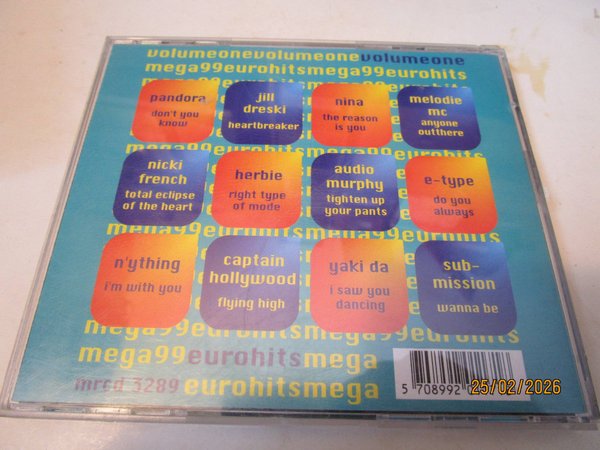 volumeonevolumeonevolumeone
mega99eurohitsmega99eurohits
pandora
don't you
know
jill
dreski
heartbreaker
nina
the reason
is you
melodie
mc
anyone
outthere
nicki
french
total eclipse
of the heart
herbie
right type
of mode
audio
murphy
tighten up
your pants
e-type
do you
always
n'ything
i'm with you
captain
hollywood
flying high
yaki da
i saw you
dancing
sub-
mission
wanna be
mega99eurohitsmega99eurohits
mega99eurohitsmega
mrcd 3289 eurohitsmega
5 708992
25/02/2026